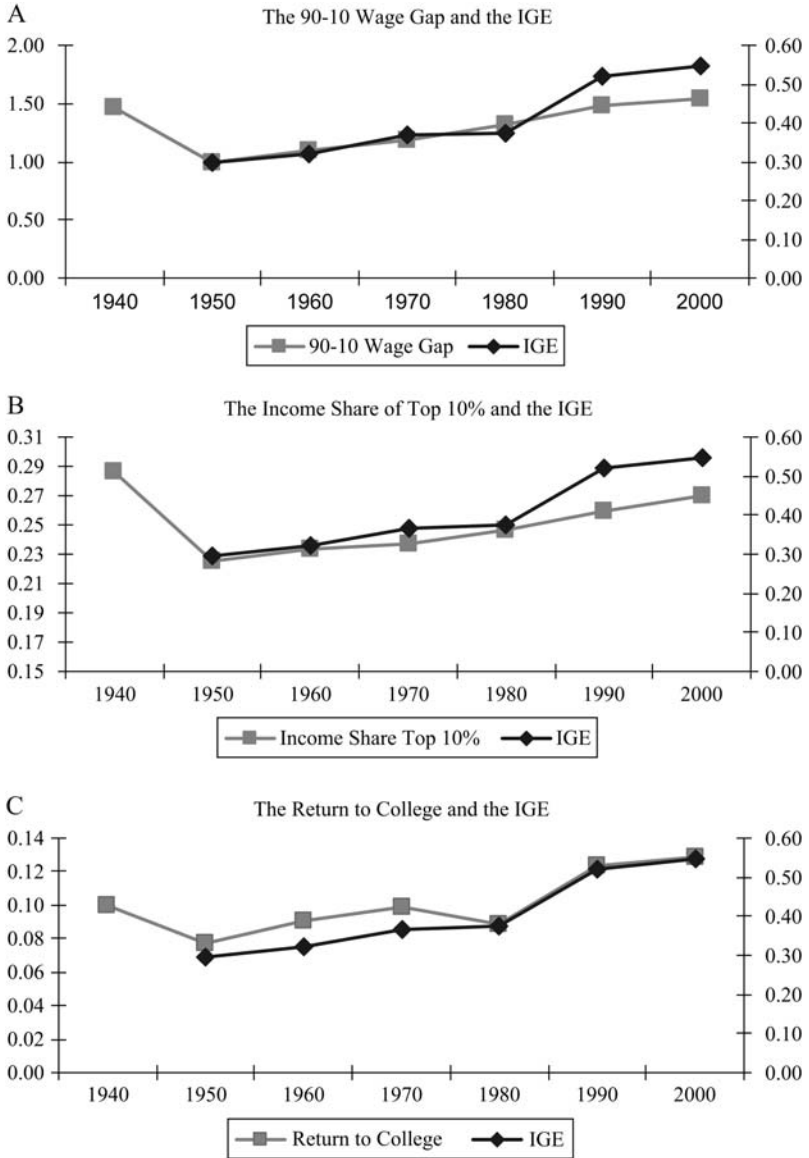 A
The 90-10 Wage Gap and the IGE
2.00 0.60
0.50
1.50 0.40
1.00 0.30
0.20
0.50 0.10
0.00 0.00
1940 1950 1960 1970 1980 1990 2000
90-10 Wage Gap IGE
B
The Income Share of Top 10% and the IGE
0.31 0.60
0.29 0.50
0.27
0.25 0.40
0.23 0.30
0.21 0.20
0.19
0.17 0.10
0.15 0.00
1940 1950 1960 1970 1980 1990 2000
Income Share Top 10% IGE
C
The Return to College and the IGE
0.14 0.60
0.12 0.50
0.10 0.40
0.08 0.30
0.06
0.04 0.20
0.02 0.10
0.00 0.00
1940 1950 1960 1970 1980 1990 2000
Return to College IGE